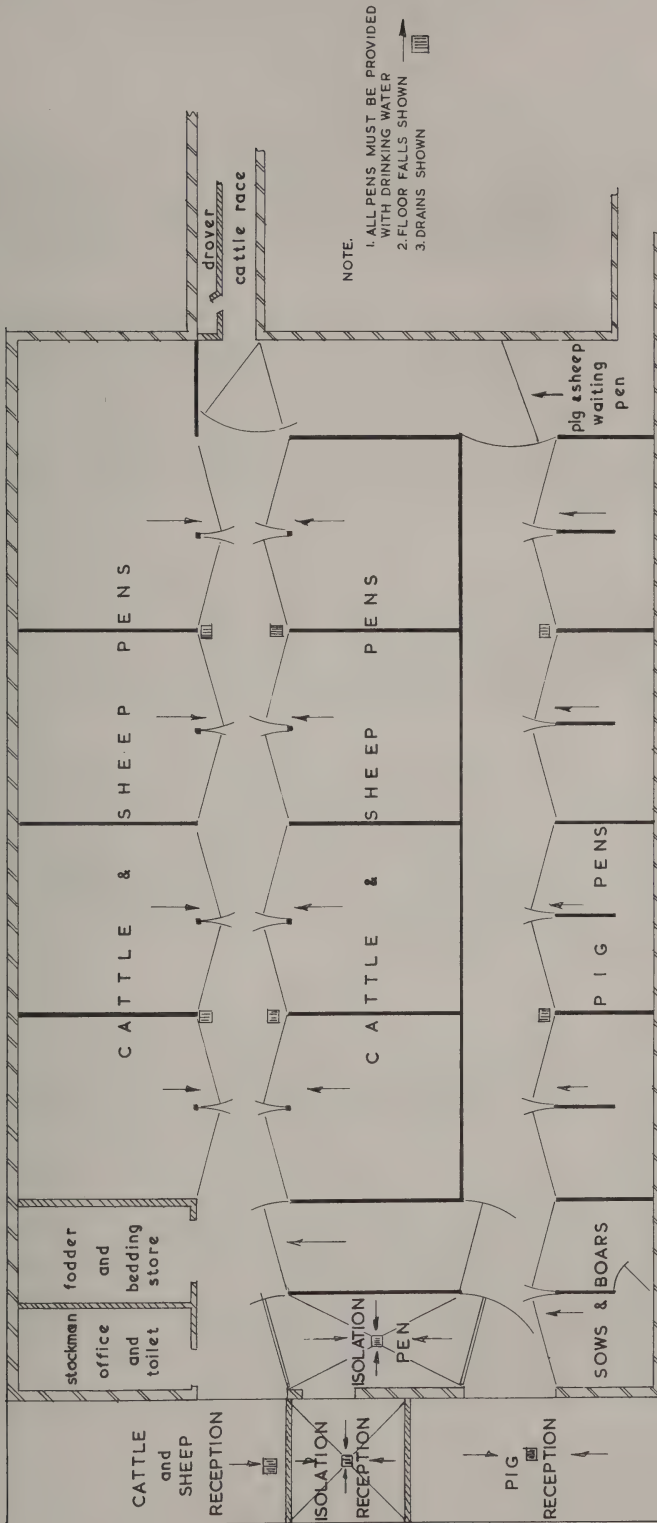 NOTE.
1. ALL PENS MUST BE PROVIDED
WITH DRINKING WATER
2. FLOOR FALLS SHOWN
3. DRAINS SHOWN
drover
cattle race
pig & sheep
waiting
pen
CATTLE & SHEEP PENS
CATTLE & SHEEP PENS
PIG PENS
fodder
and
bedding
store
stockman
office
and
toilet
ISOLATION
PEN
SOWS & BOARS
CATTLE
and
SHEEP
RECEPTION
ISOLATION
RECEPTION
PIG
RECEPTION